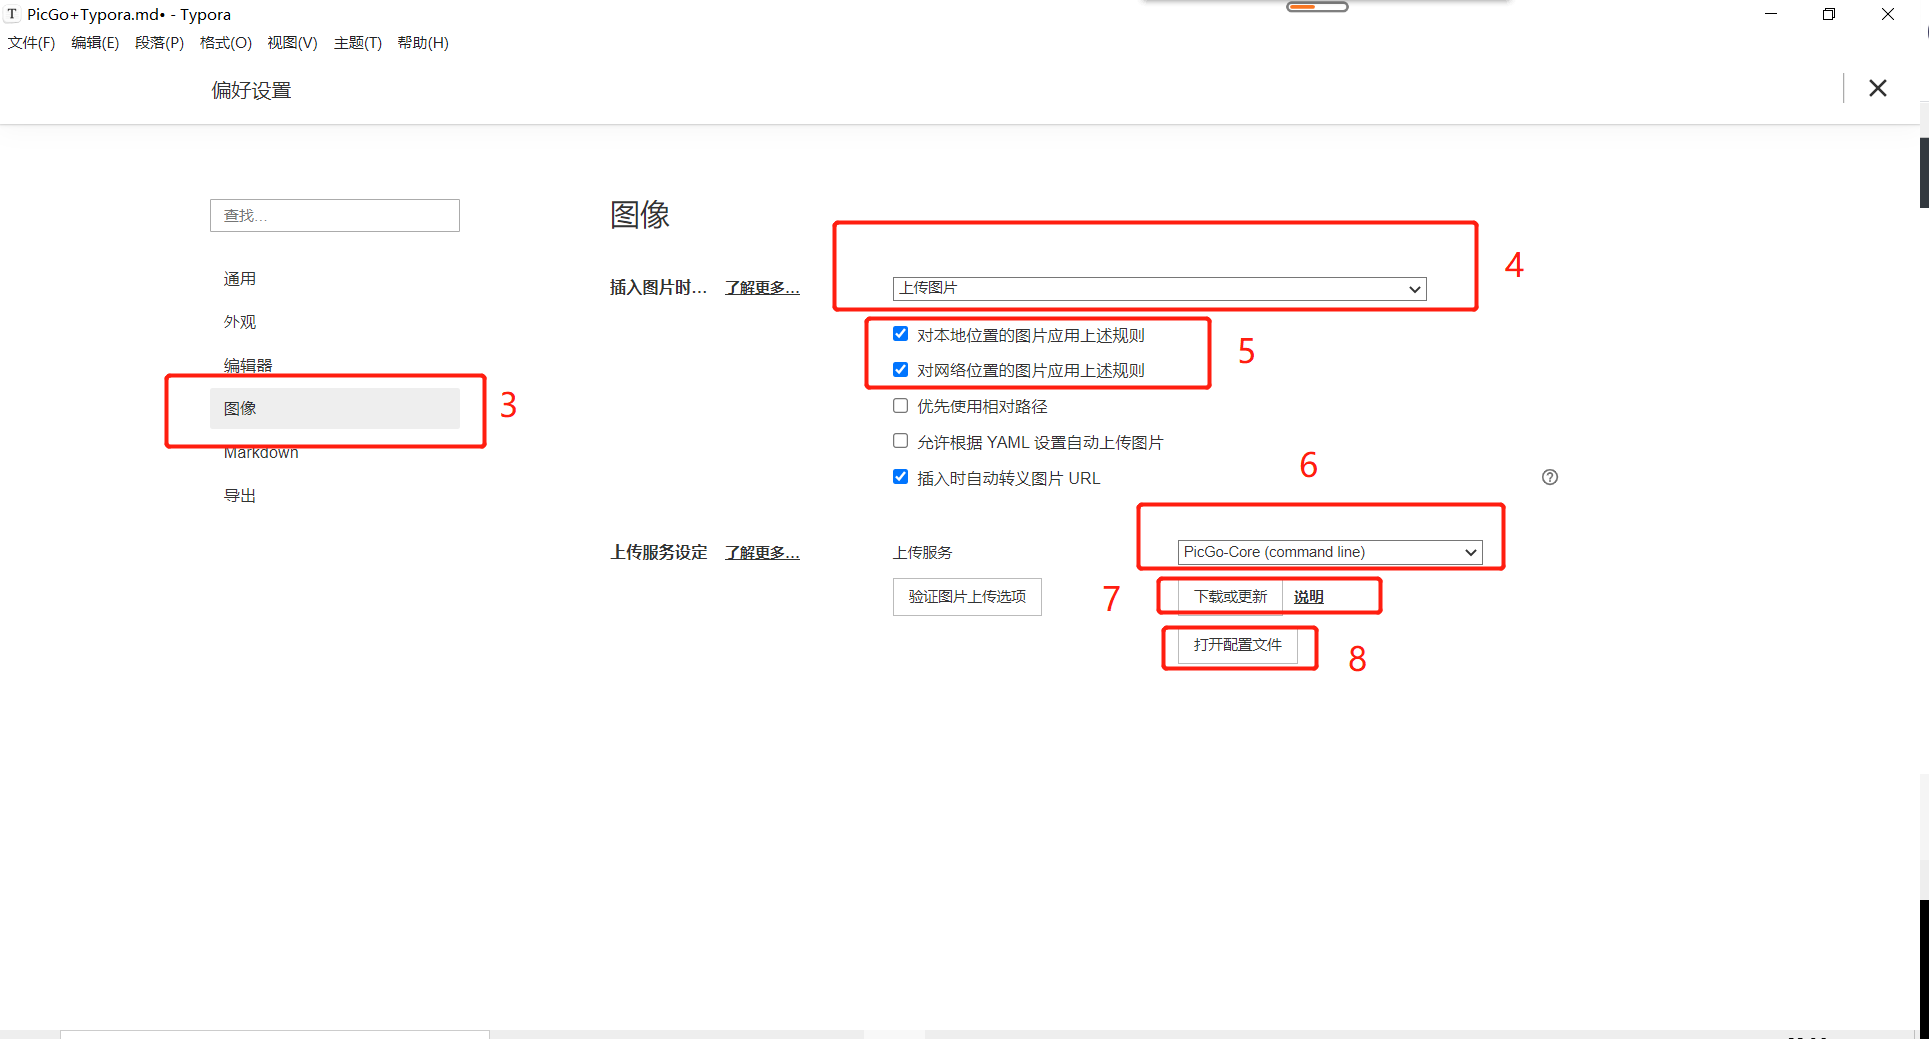 PicGo+Typora.md• - Typora
文件(F) 编辑(E) 段落(P) 格式(O) 视图(V) 主题(T) 帮助(H)
偏好设置
查找...
通用
外观
编辑器
图像
3
Markdown
导出
图像
插入图片时... 了解更多...
上传图片
4
对本地位置的图片应用上述规则
对网络位置的图片应用上述规则
5
优先使用相对路径
允许根据 YAML 设置自动上传图片
插入时自动转义图片 URL
6
上传服务设定 了解更多...
上传服务
PicGo-Core (command line)
验证图片上传选项
7
下载或更新 说明
打开配置文件
8